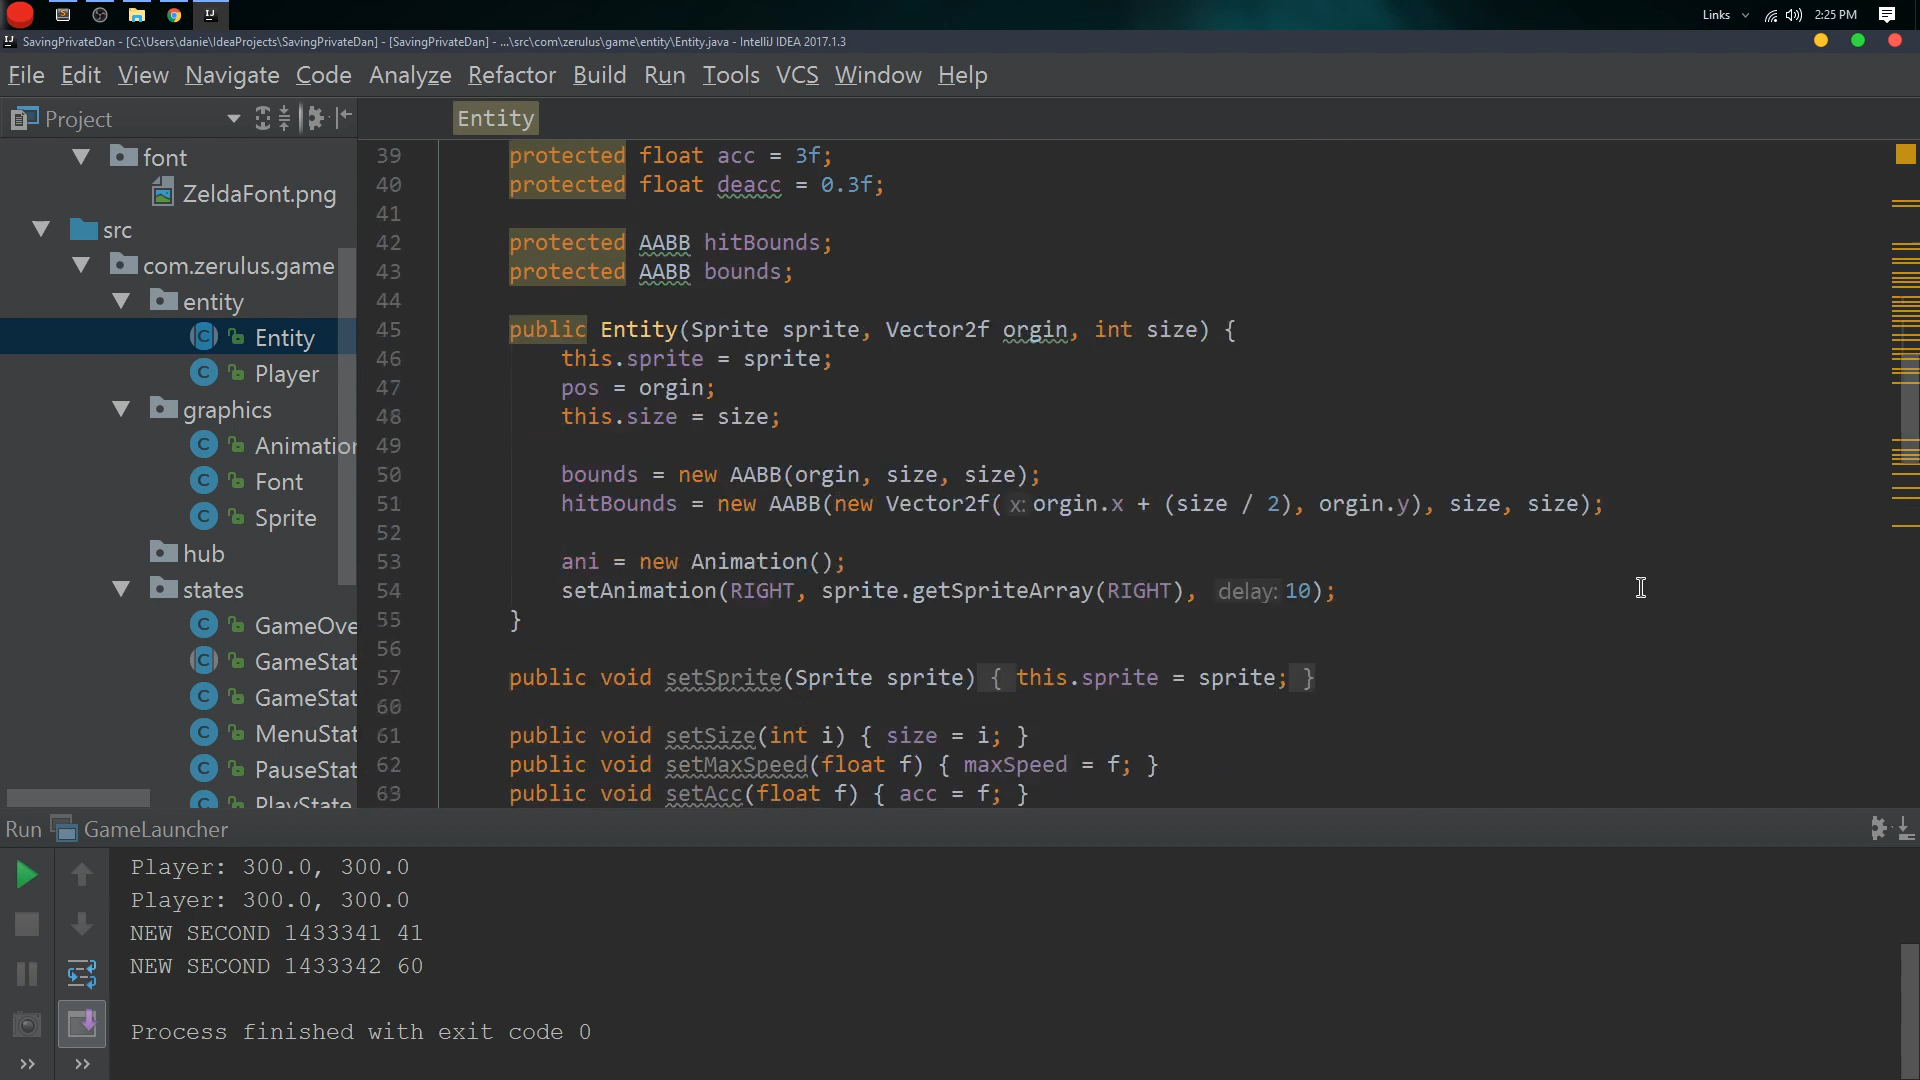 Links
2:25 PM
SavingPrivateDan - [C:\Users\danie\IdeaProjects\SavingPrivateDan] - [SavingPrivateDan] - ...\src\com\zerulus\game\entity\Entity.java - IntelliJ IDEA 2017.1.3
File Edit View Navigate Code Analyze Refactor Build Run Tools VCS Window Help
Project
Entity
font
ZeldaFont.png
src
com.zerulus.game
entity
Entity
Player
graphics
Animation
Font
Sprite
hub
states
GameOve
GameStat
GameStat
MenuStat
PauseStat
PlayState
39 protected float acc = 3f;
40 protected float deacc = 0.3f;
41
42 protected AABB hitBounds;
43 protected AABB bounds;
44
45 public Entity(Sprite sprite, Vector2f orgin, int size) {
46 this.sprite = sprite;
47 pos = orgin;
48 this.size = size;
49
50 bounds = new AABB(orgin, size, size);
51 hitBounds = new AABB(new Vector2f( x: orgin.x + (size / 2), orgin.y), size, size);
52
53 ani = new Animation();
54 setAnimation(RIGHT, sprite.getSpriteArray(RIGHT), delay: 10);
55 }
56
57 public void setSprite(Sprite sprite) { this.sprite = sprite; }
60
61 public void setSize(int i) { size = i; }
62 public void setMaxSpeed(float f) { maxSpeed = f; }
63 public void setAcc(float f) { acc = f; }
Run GameLauncher
Player: 300.0, 300.0
Player: 300.0, 300.0
NEW SECOND 1433341 41
NEW SECOND 1433342 60
Process finished with exit code 0